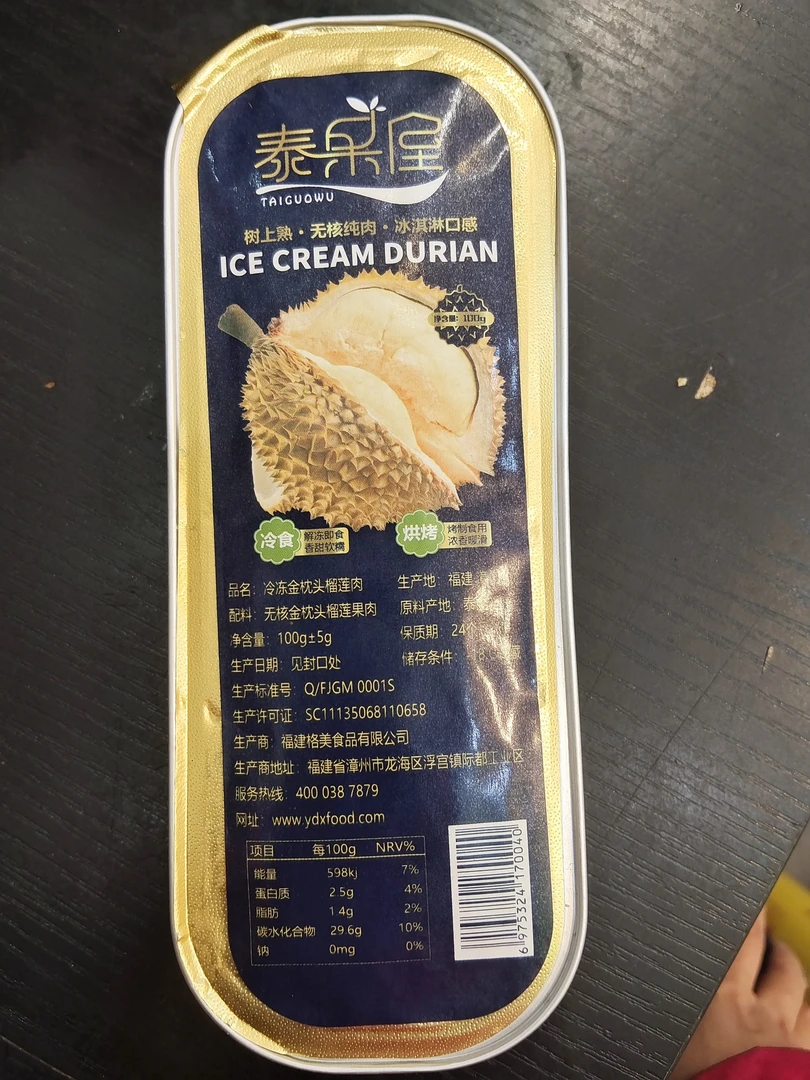 泰果屋
TAIGUOWU
树上熟·无核纯肉·冰淇淋口感
ICE CREAM DURIAN
净含量: 100g
冷食 解冻即食
香甜软糯
烘烤 烤制食用
浓香暖滑
品名: 冷冻金枕头榴莲肉 生产地: 福建
配料: 无核金枕头榴莲果肉 原料产地: 泰
净含量: 100g±5g 保质期: 24
生产日期: 见封口处 储存条件:
生产标准号: Q/FJGM 0001S
生产许可证: SC11135068110658
生产商: 福建格美食品有限公司
生产商地址: 福建省漳州市龙海区浮宫镇际都工业区
服务热线: 400 038 7879
网址: www.ydxfood.com
项目 每100g NRV%
能量 598kj 7%
蛋白质 2.5g 4%
脂肪 1.4g 2%
碳水化合物 29.6g 10%
钠 0mg 0%
6 975324 170040